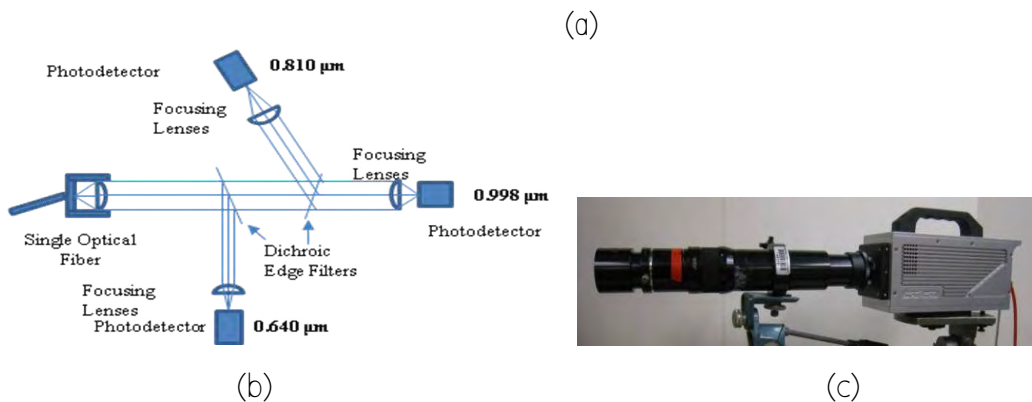 (a)
Photodetector
0.810 μm
Focusing
Lenses
Focusing
Lenses
0.998 μm
Photodetector
Single Optical
Fiber
Dichroic
Edge Filters
Focusing
Lenses
Photodetector
0.640 μm
(b)
(c)